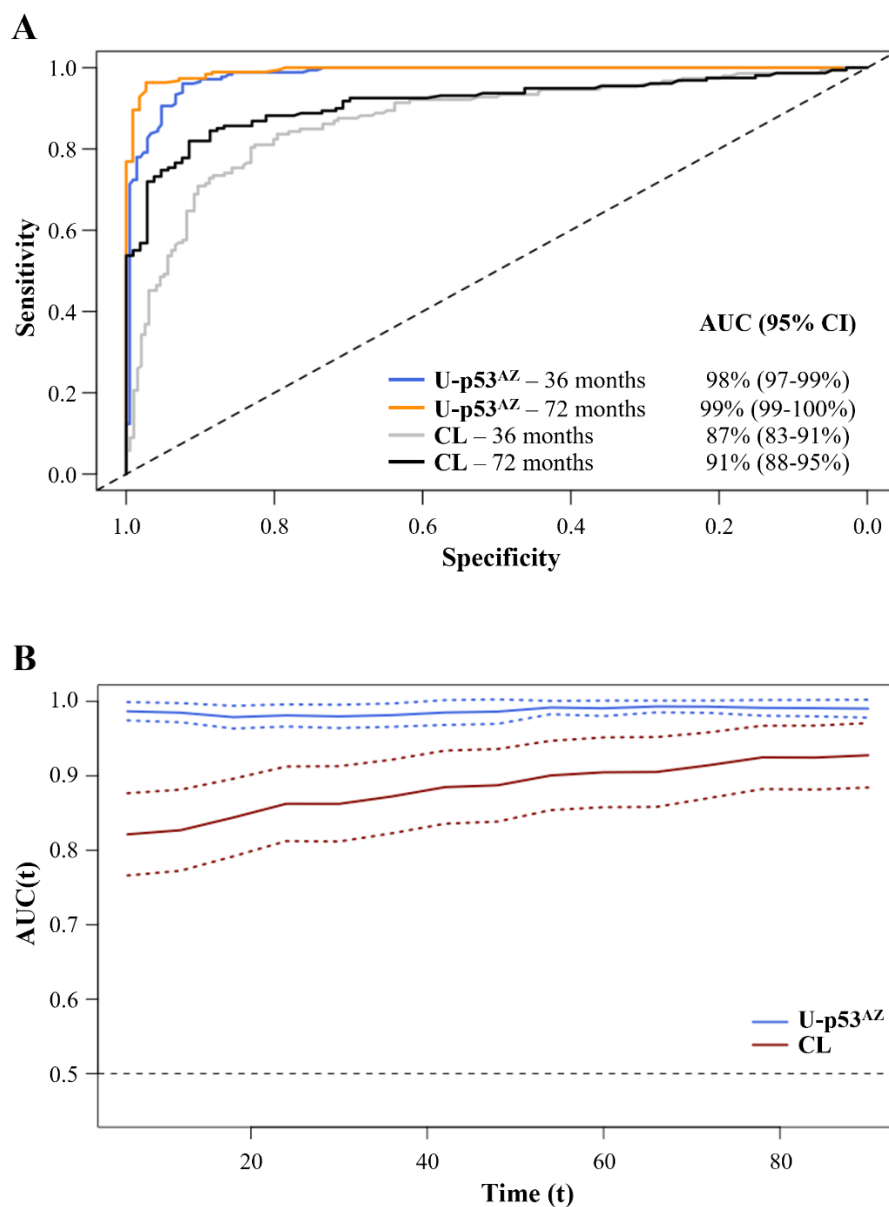 A
1.0
0.8
0.6
0.4
0.2
0.0
Sensitivity
AUC (95% CI)
U-p53AZ – 36 months 98% (97-99%)
U-p53AZ – 72 months 99% (99-100%)
CL – 36 months 87% (83-91%)
CL – 72 months 91% (88-95%)
1.0 0.8 0.6 0.4 0.2 0.0
Specificity
B
1.0
0.9
0.8
0.7
0.6
0.5
AUC(t)
U-p53AZ
CL
20 40 60 80
Time (t)